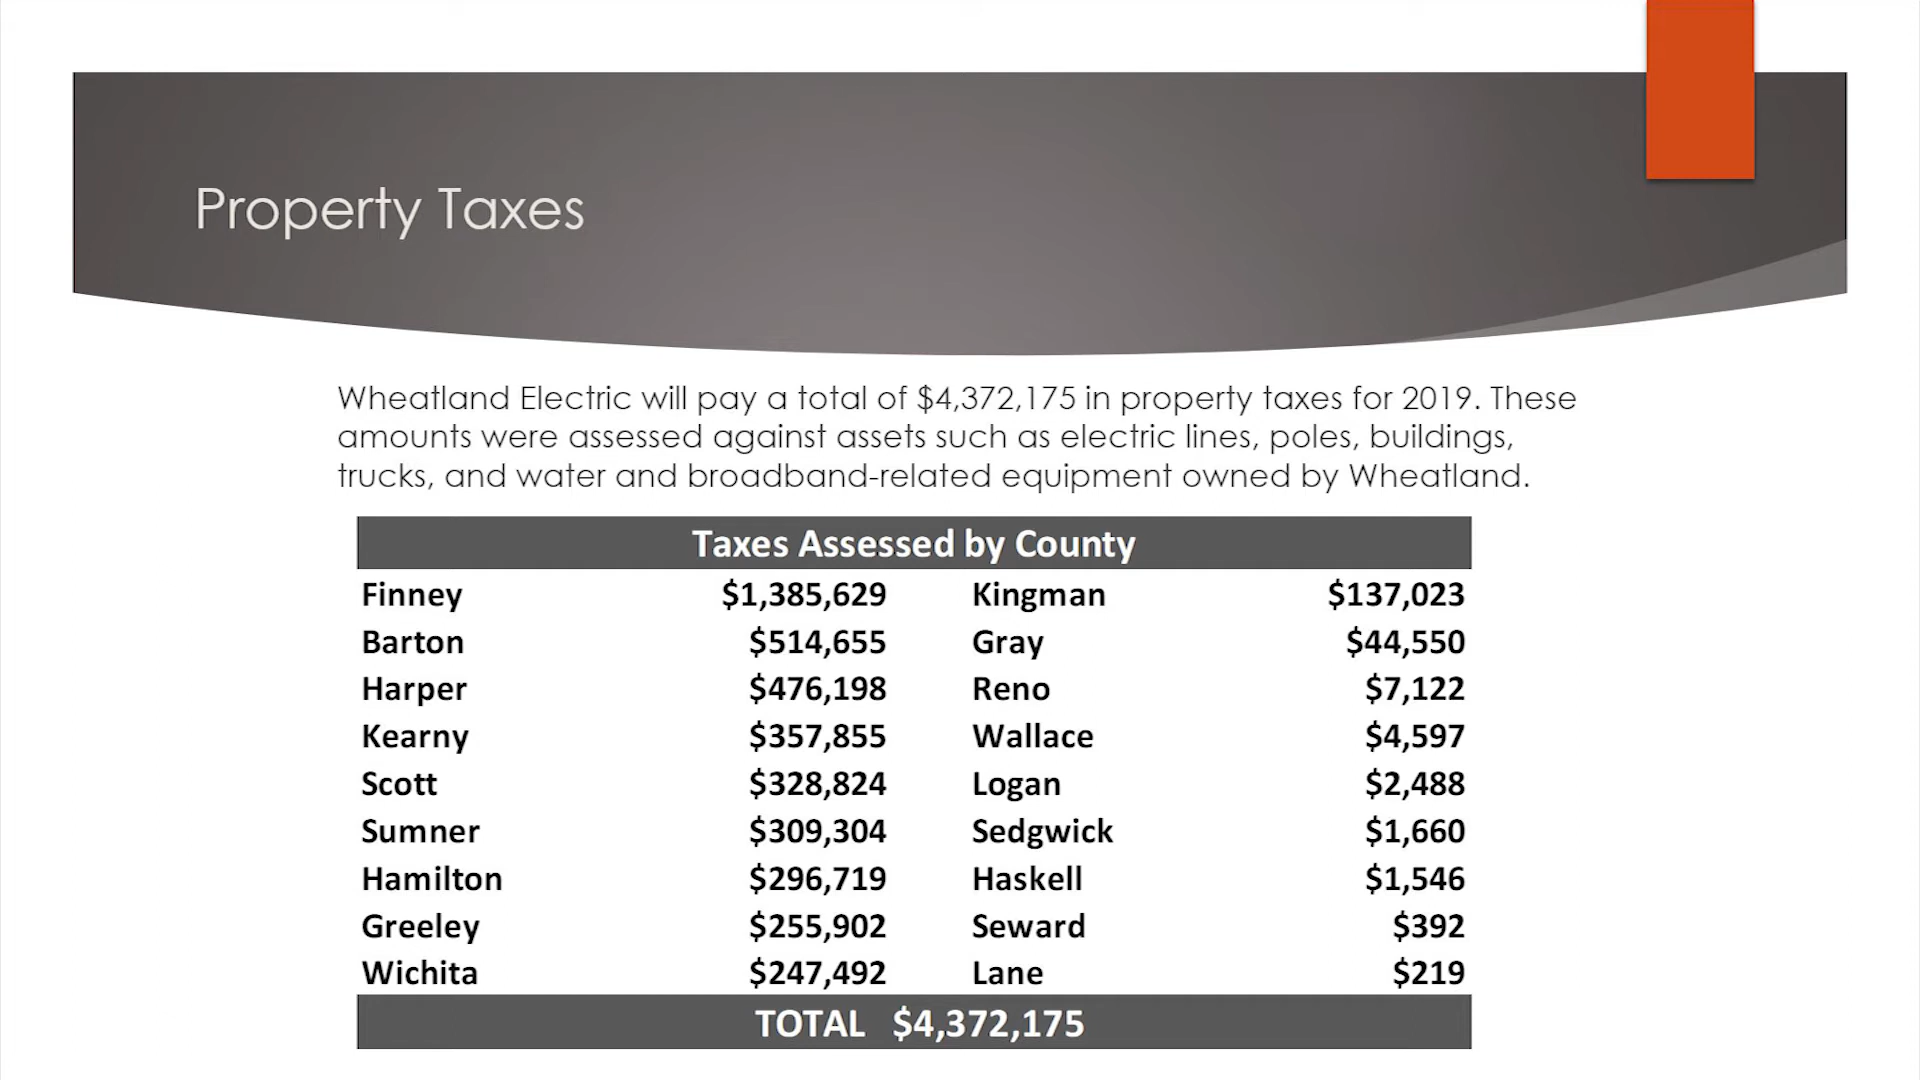 Property Taxes
Wheatland Electric will pay a total of $4,372,175 in property taxes for 2019. These
amounts were assessed against assets such as electric lines, poles, buildings,
trucks, and water and broadband-related equipment owned by Wheatland.
Taxes Assessed by County
Finney $1,385,629 Kingman $137,023
Barton $514,655 Gray $44,550
Harper $476,198 Reno $7,122
Kearny $357,855 Wallace $4,597
Scott $328,824 Logan $2,488
Sumner $309,304 Sedgwick $1,660
Hamilton $296,719 Haskell $1,546
Greeley $255,902 Seward $392
Wichita $247,492 Lane $219
TOTAL $4,372,175